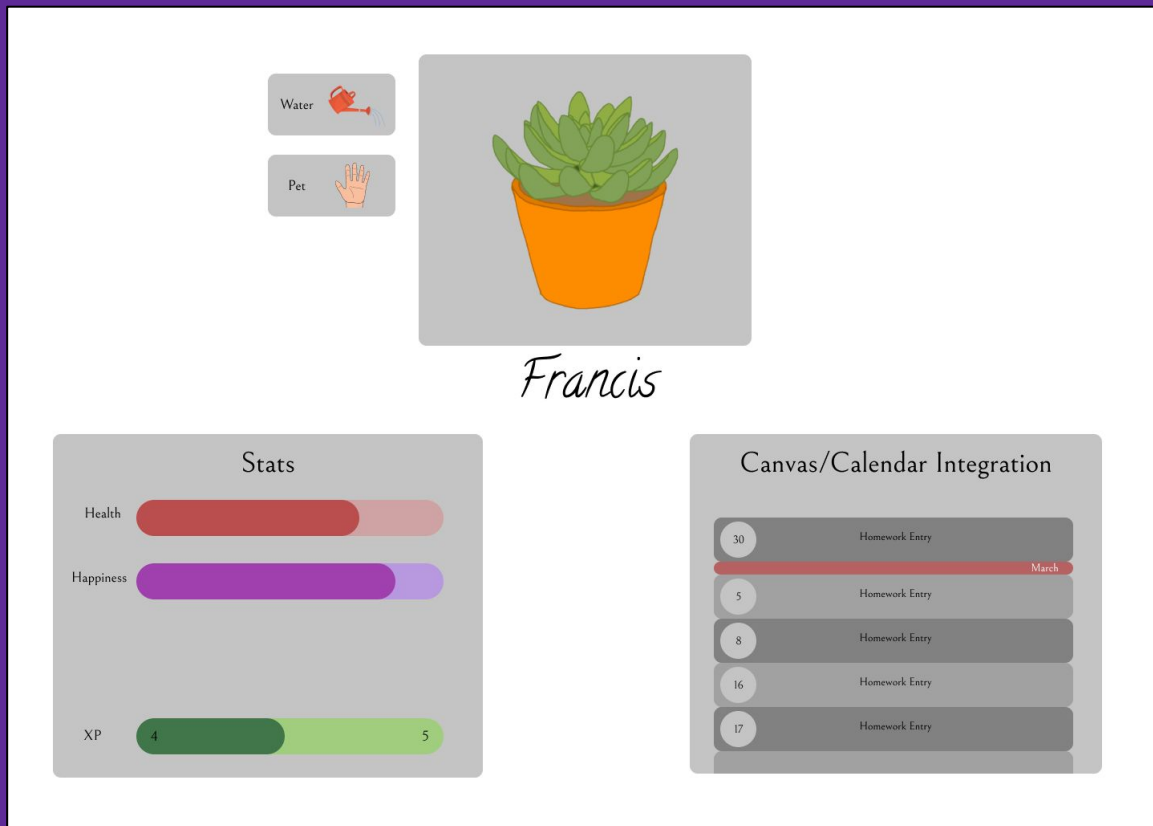 Water
Pet
Francis
Stats
Health
Happiness
XP
4
5
Canvas/Calendar Integration
30 Homework Entry
March
5 Homework Entry
8 Homework Entry
16 Homework Entry
17 Homework Entry